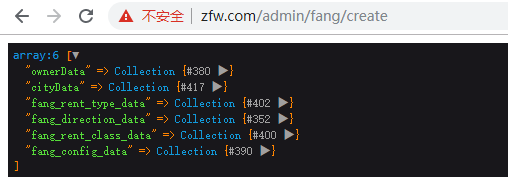 不安全 | zfw.com/admin/fang/create
array:6 [▼
"ownerData" => Collection {#380 ▶}
"cityData" => Collection {#417 ▶}
"fang_rent_type_data" => Collection {#402 ▶}
"fang_direction_data" => Collection {#352 ▶}
"fang_rent_class_data" => Collection {#400 ▶}
"fang_config_data" => Collection {#390 ▶}
]